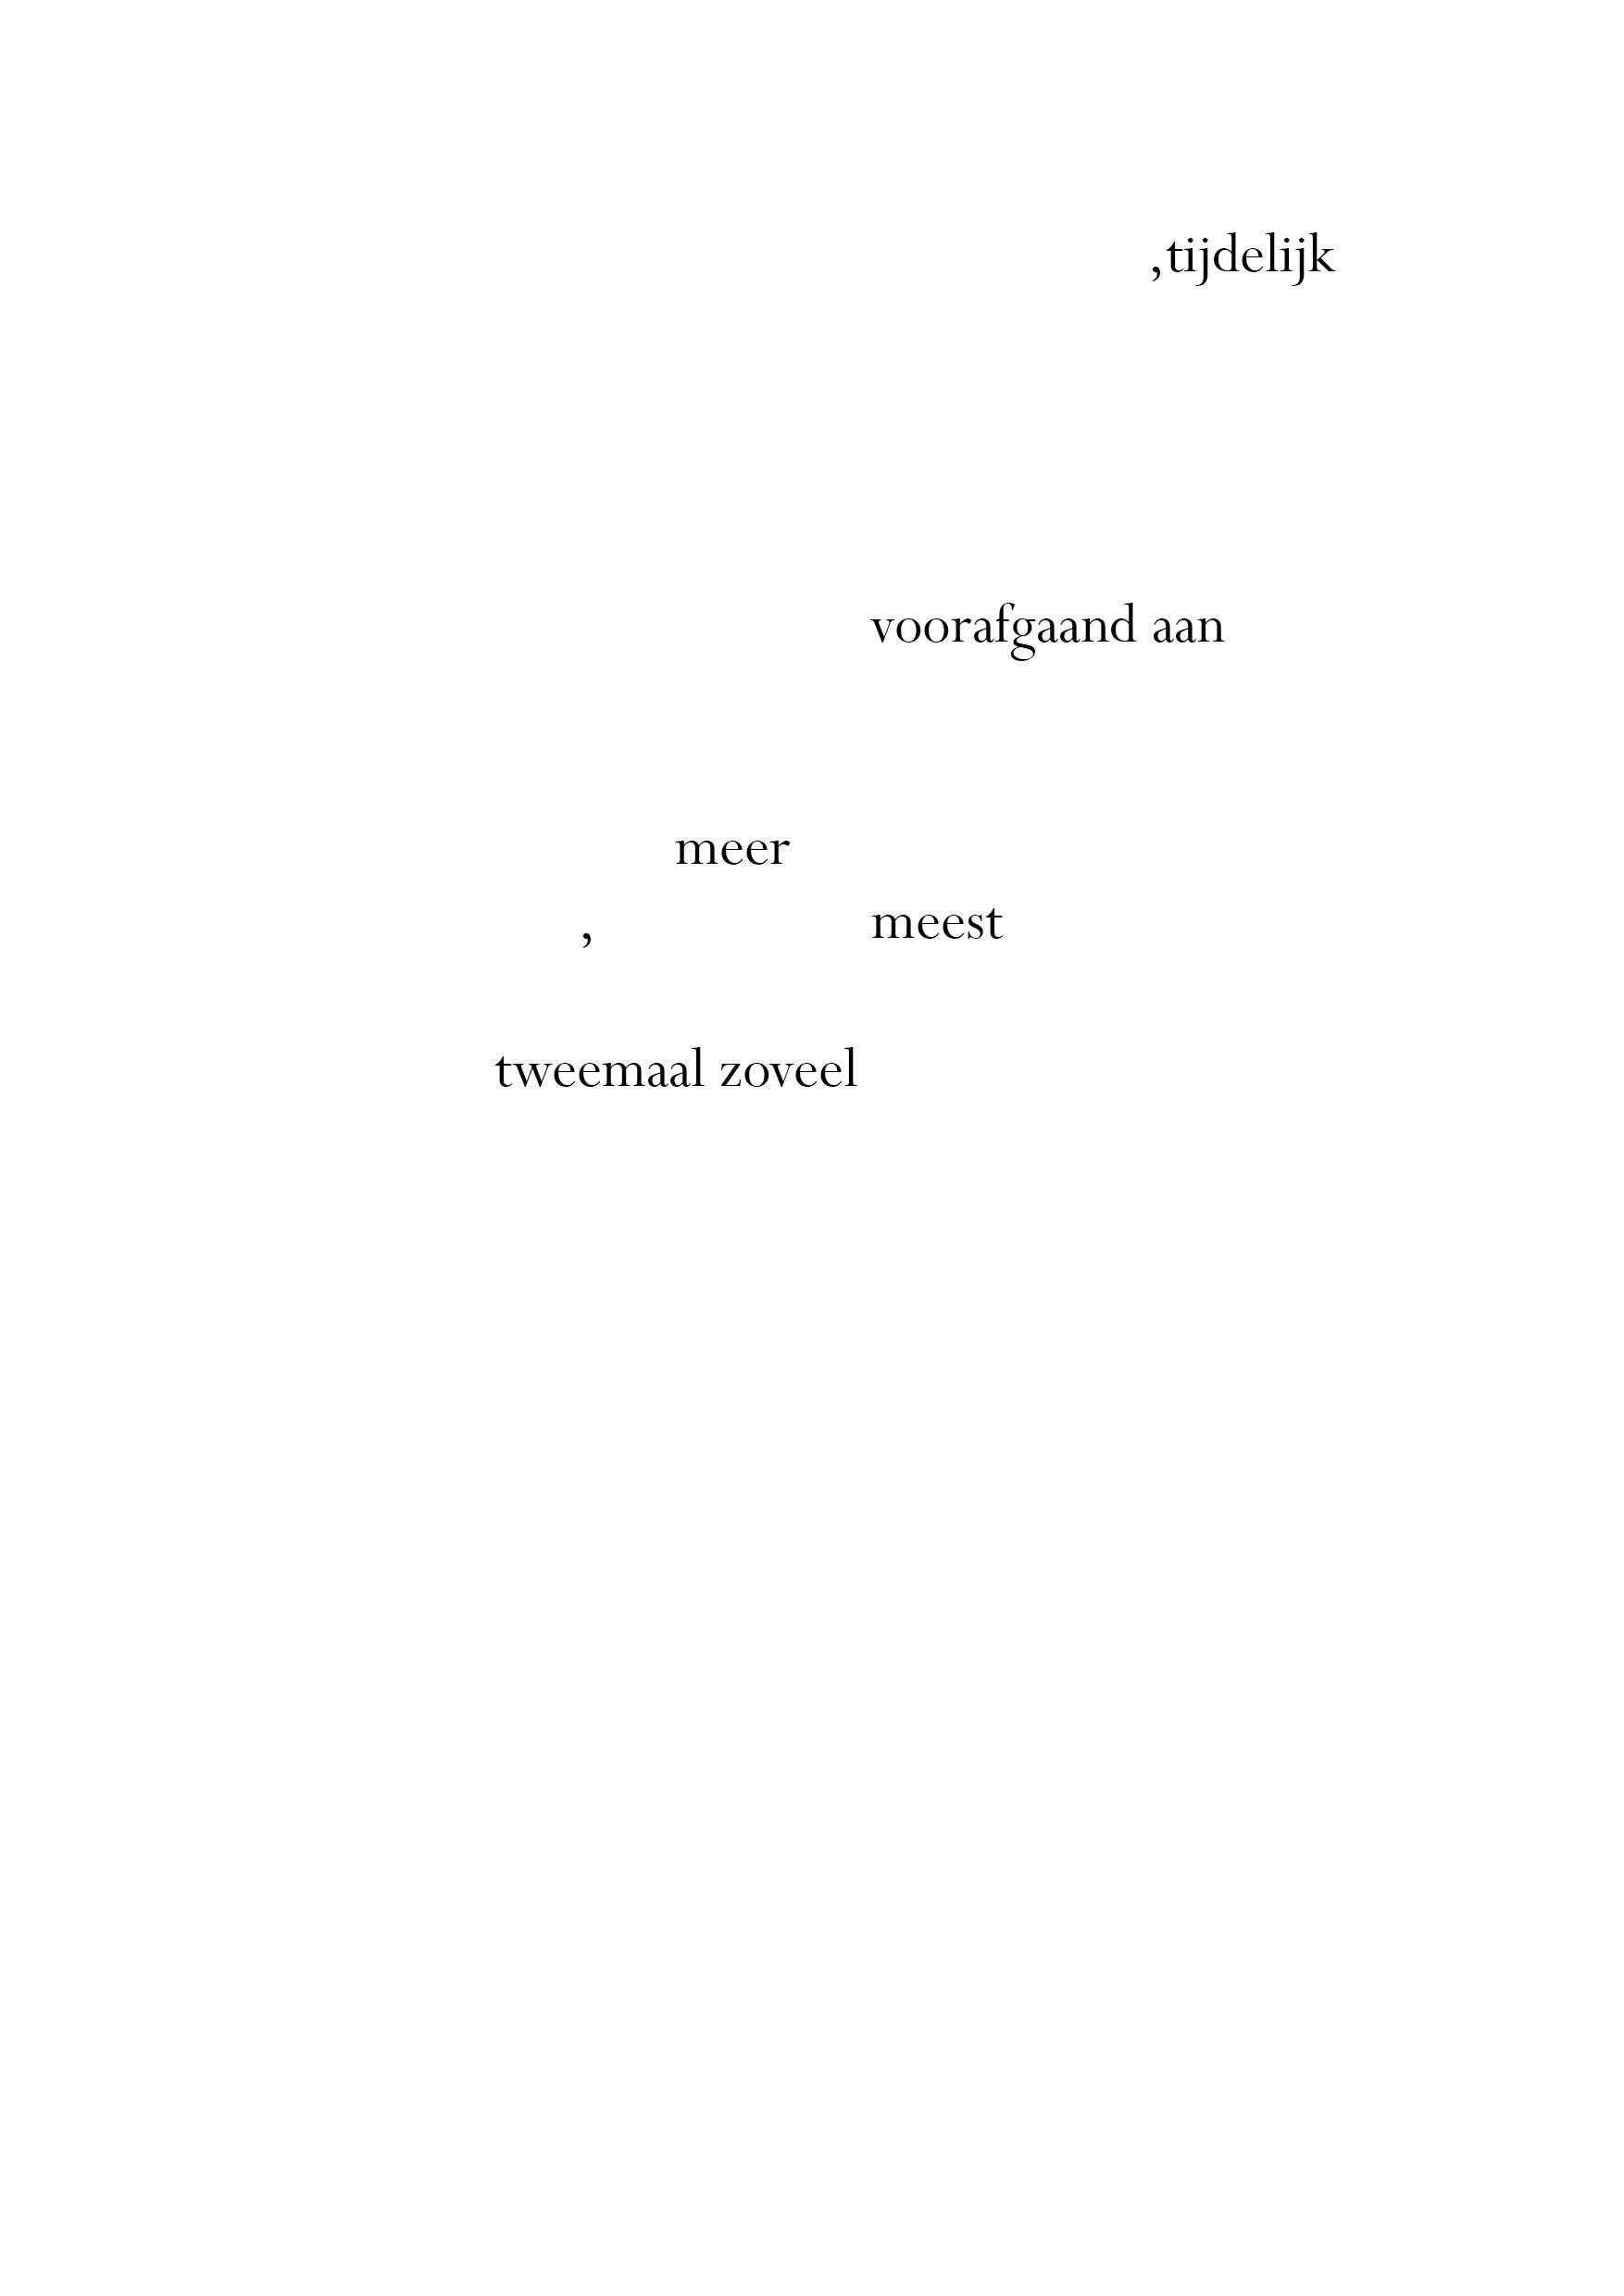 ,tijdelijk
voorafgaand aan
meer
, meest
tweemaal zoveel